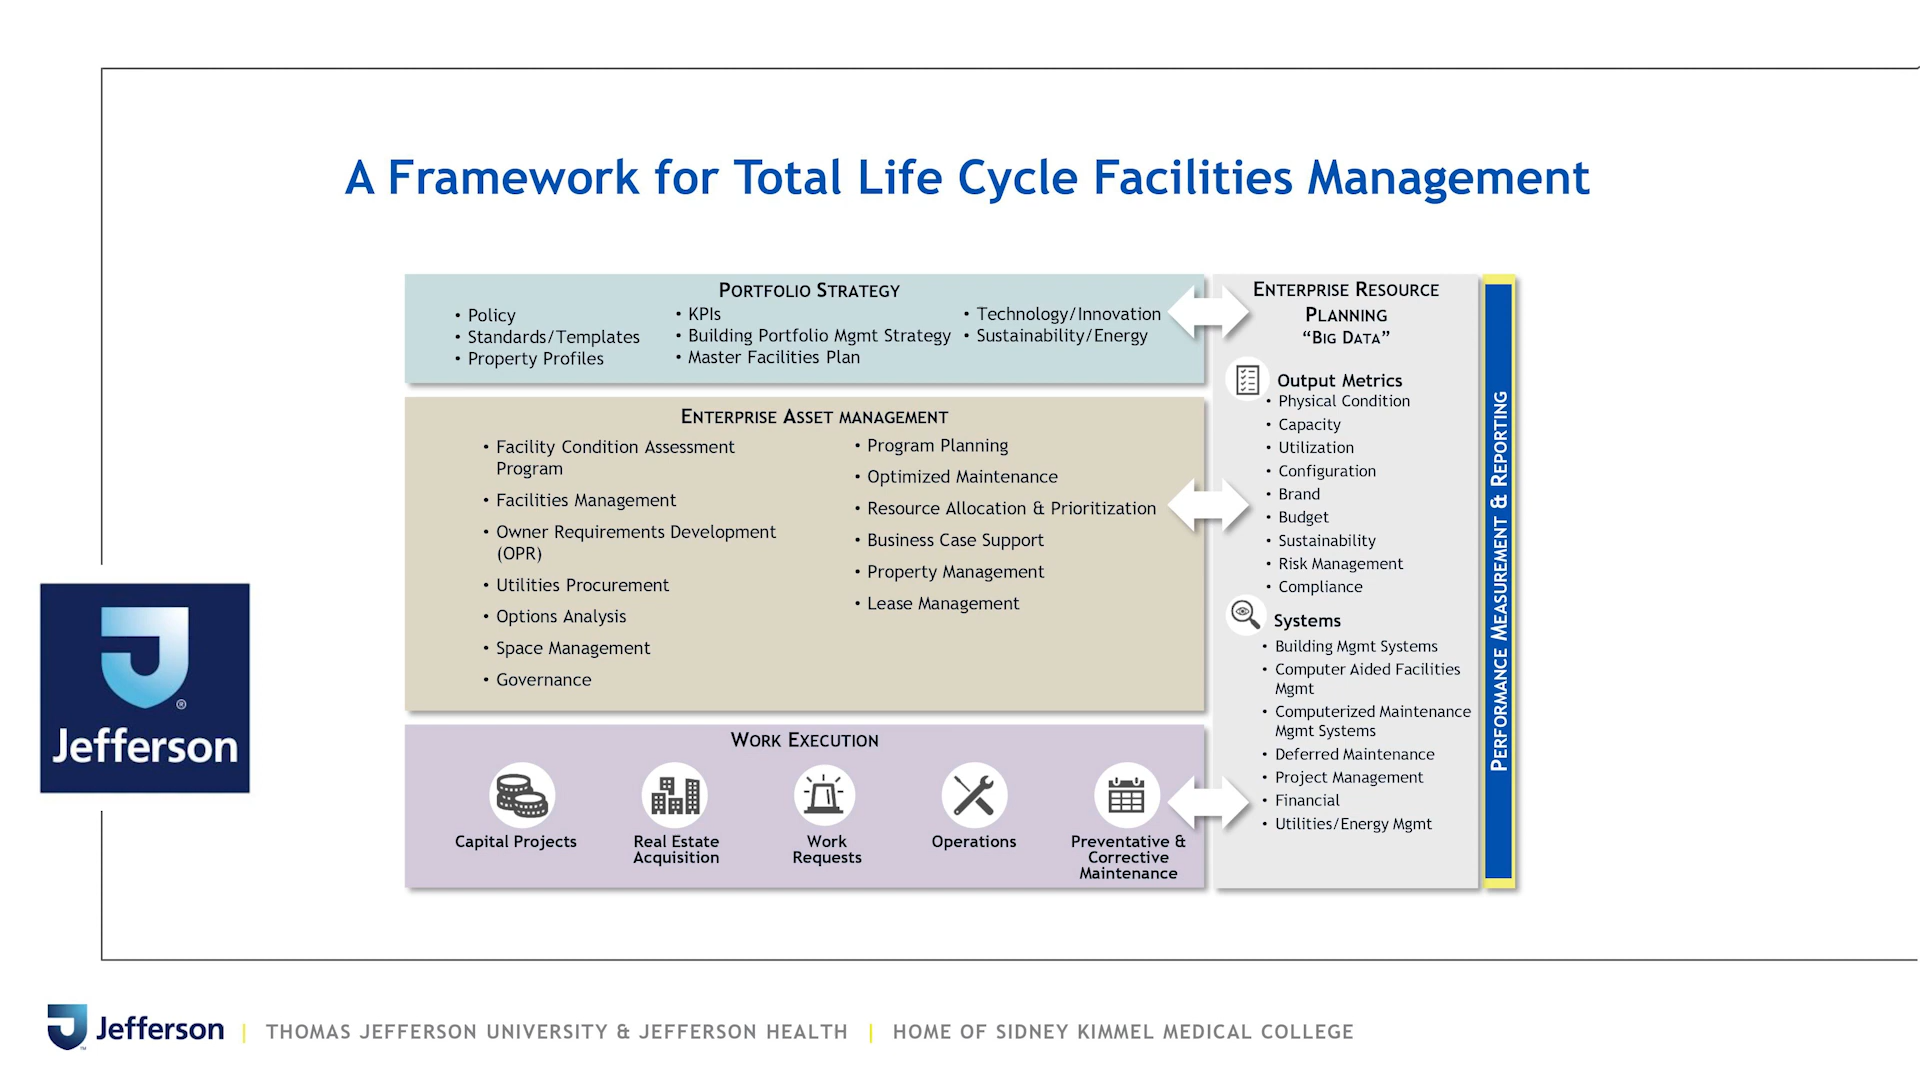 A Framework for Total Life Cycle Facilities Management
PORTFOLIO STRATEGY
• Policy
• Standards/Templates
• Property Profiles
• KPIs
• Building Portfolio Mgmt Strategy
• Master Facilities Plan
• Technology/Innovation
• Sustainability/Energy
ENTERPRISE ASSET MANAGEMENT
• Facility Condition Assessment
Program
• Facilities Management
• Owner Requirements Development
(OPR)
• Utilities Procurement
• Options Analysis
• Space Management
• Governance
• Program Planning
• Optimized Maintenance
• Resource Allocation & Prioritization
• Business Case Support
• Property Management
• Lease Management
WORK EXECUTION
Capital Projects
Real Estate
Acquisition
Work
Requests
Operations
Preventative &
Corrective
Maintenance
ENTERPRISE RESOURCE
PLANNING
“BIG DATA”
Output Metrics
• Physical Condition
• Capacity
• Utilization
• Configuration
• Brand
• Budget
• Sustainability
• Risk Management
• Compliance
Systems
• Building Mgmt Systems
• Computer Aided Facilities
Mgmt
• Computerized Maintenance
Mgmt Systems
• Deferred Maintenance
• Project Management
• Financial
• Utilities/Energy Mgmt
PERFORMANCE MEASUREMENT & REPORTING
®
Jefferson
Jefferson | THOMAS JEFFERSON UNIVERSITY & JEFFERSON HEALTH | HOME OF SIDNEY KIMMEL MEDICAL COLLEGE